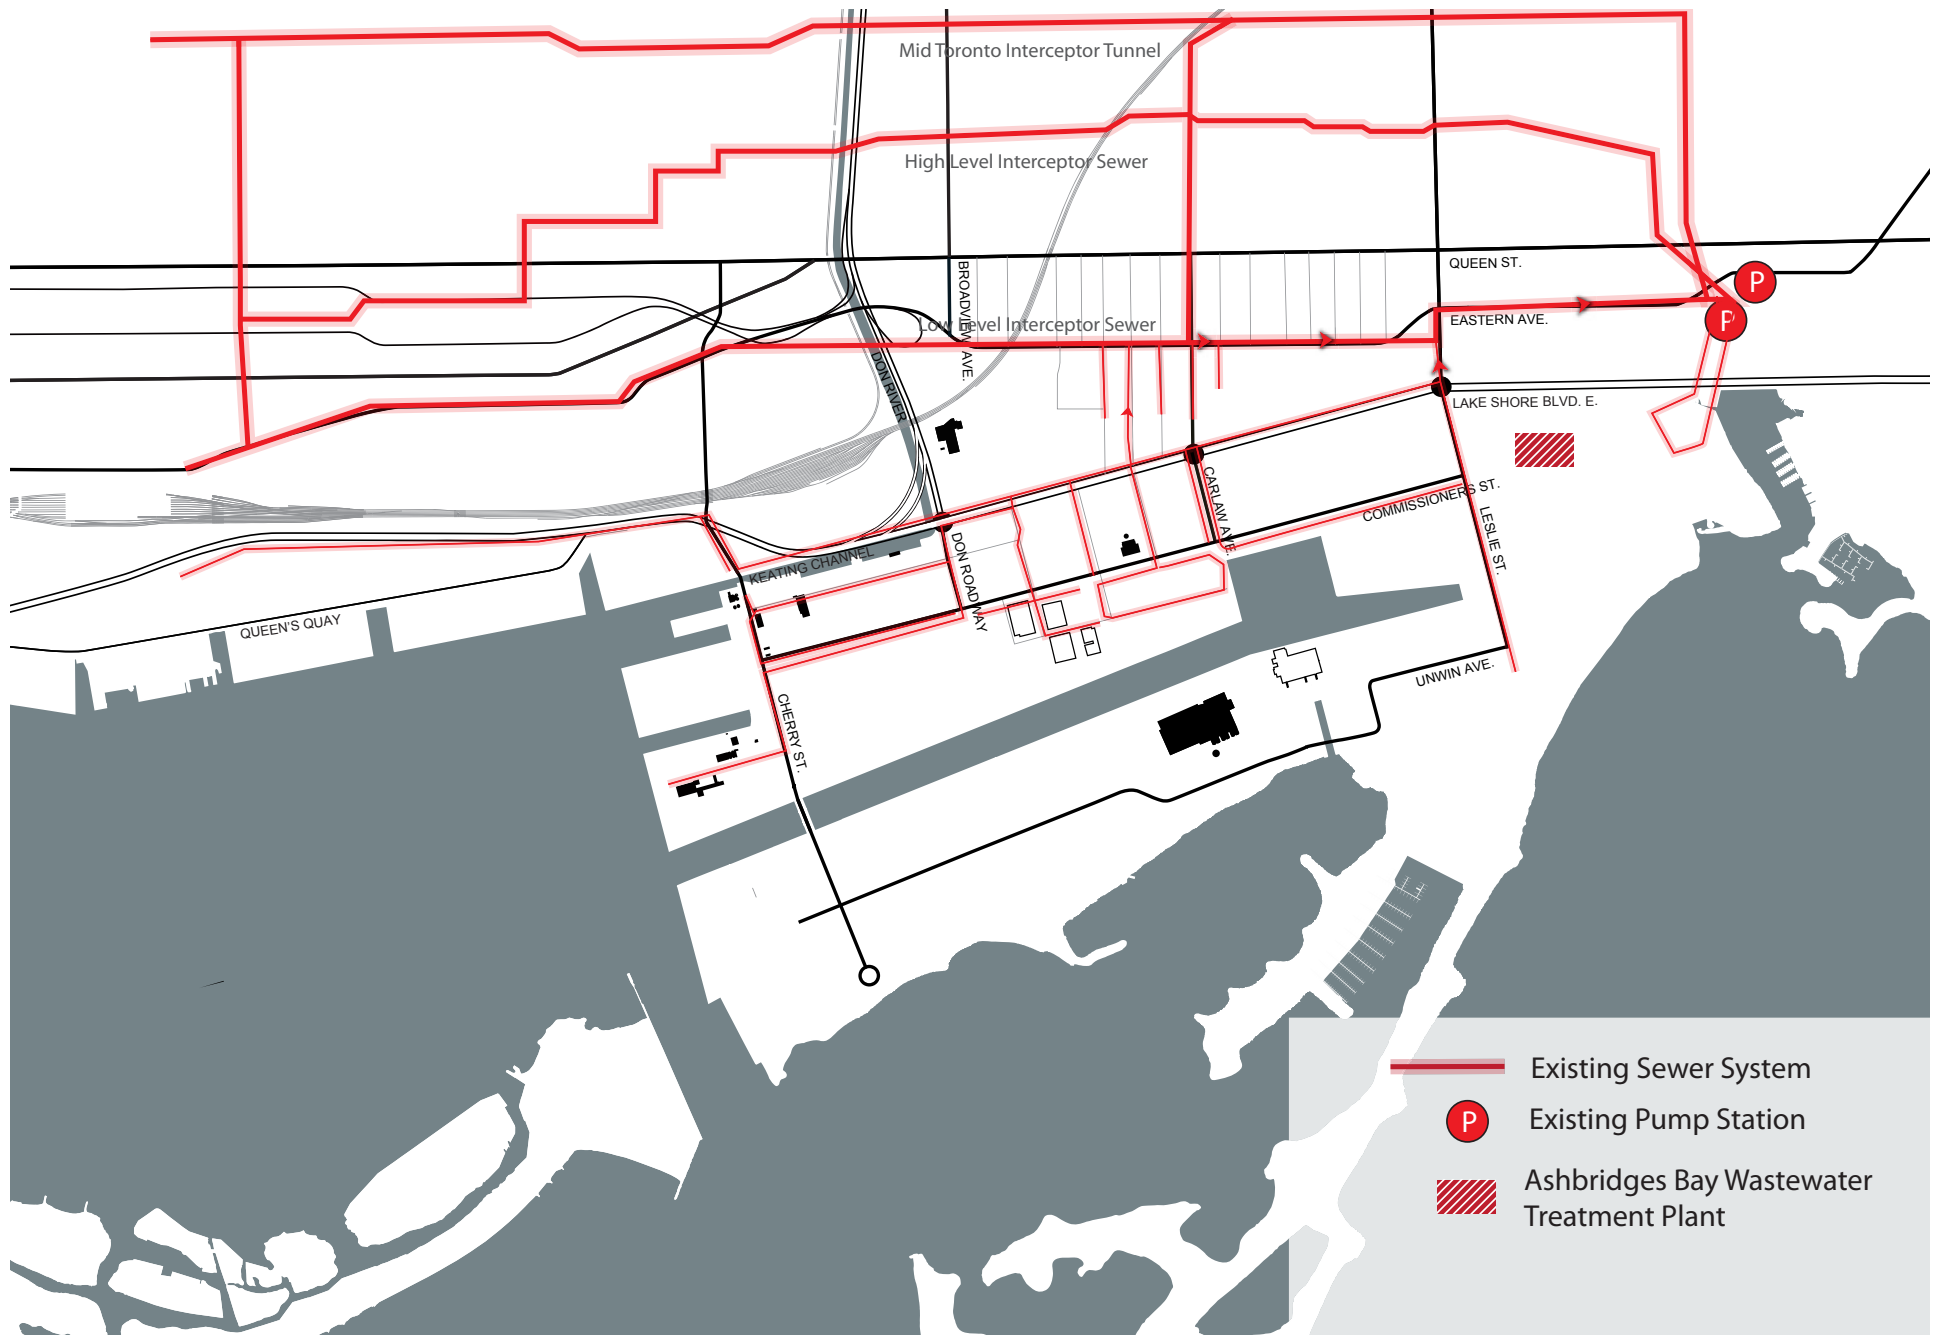 Mid Toronto Interceptor Tunnel
High Level Interceptor Sewer
QUEEN ST.
BROADVIEW AVE.
P
P
Low Level Interceptor Sewer
EASTERN AVE.
DON RIVER
LAKE SHORE BLVD. E.
CARLAW AVE.
COMMISSIONERS ST.
LESLIE ST.
KEATING CHANNEL
DON ROADWAY
QUEEN'S QUAY
UNWIN AVE.
CHERRY ST.
Existing Sewer System
P
Existing Pump Station
Ashbridges Bay Wastewater
Treatment Plant